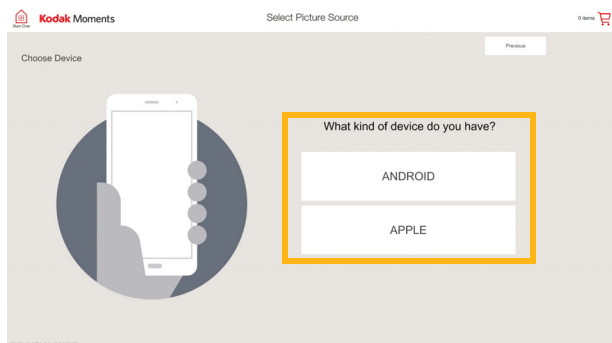 Kodak Moments
Select Picture Source
0 items
Start Over
Previous
Choose Device
What kind of device do you have?
ANDROID
APPLE